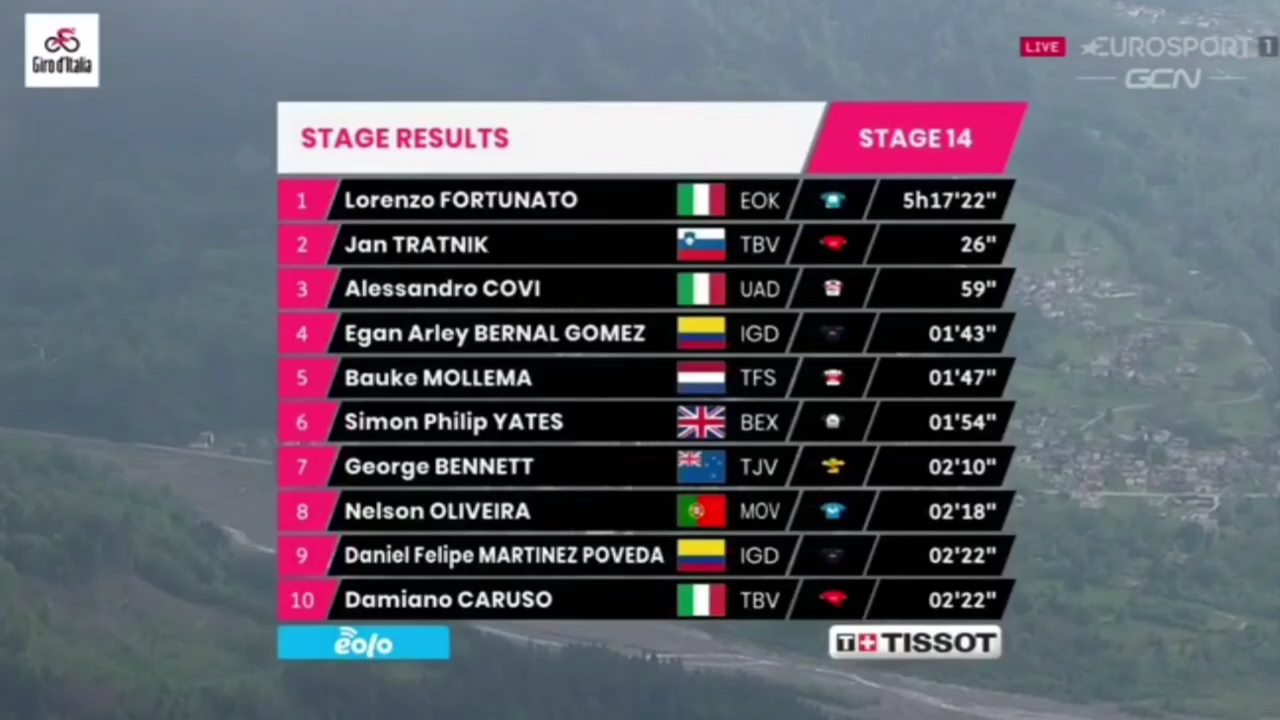 Giro d'Italia
LIVE EUROSPORT 1
GCN
STAGE RESULTS STAGE 14
1 Lorenzo FORTUNATO EOK 5h17'22"
2 Jan TRATNIK TBV 26"
3 Alessandro COVI UAD 59"
4 Egan Arley BERNAL GOMEZ IGD 01'43"
5 Bauke MOLLEMA TFS 01'47"
6 Simon Philip YATES BEX 01'54"
7 George BENNETT TJV 02'10"
8 Nelson OLIVEIRA MOV 02'18"
9 Daniel Felipe MARTINEZ POVEDA IGD 02'22"
10 Damiano CARUSO TBV 02'22"
eolo T+ TISSOT